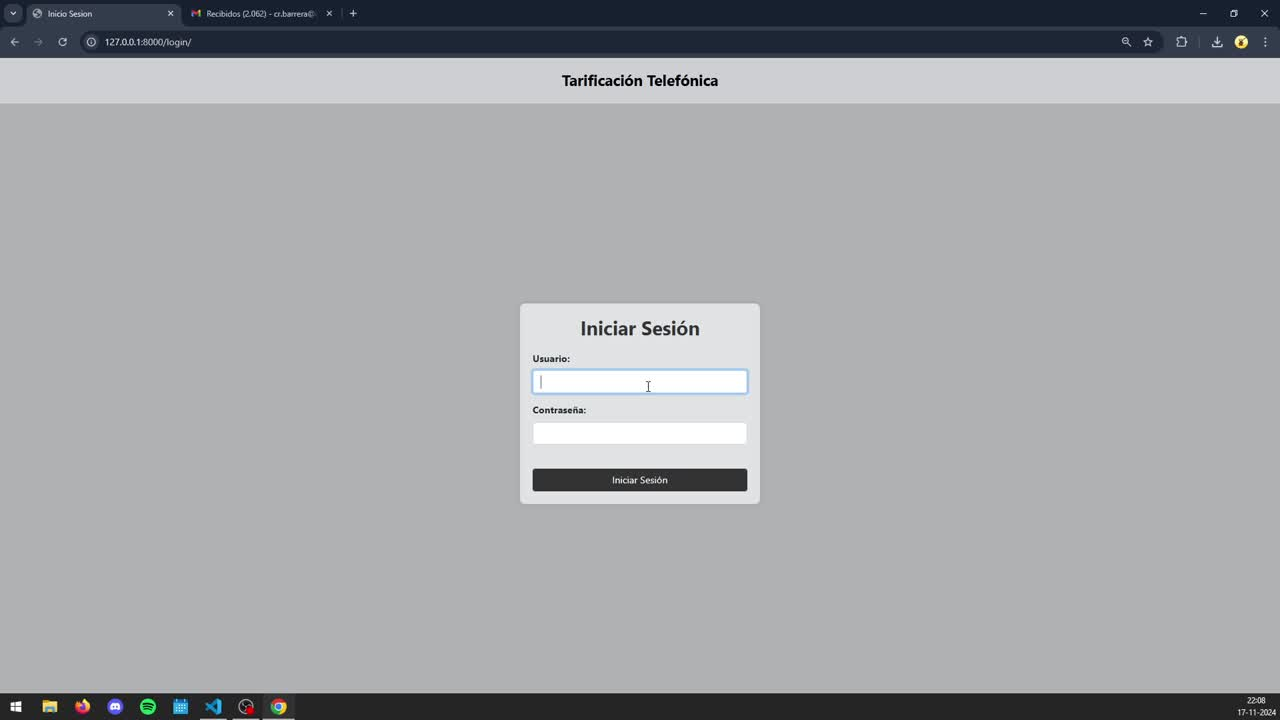 Inicio Sesion
Recibidos (2.062) - cr.barrera@
127.0.0.1:8000/login/
Tarificación Telefónica
Iniciar Sesión
Usuario:
Contraseña:
Iniciar Sesión
22:08
17-11-2024